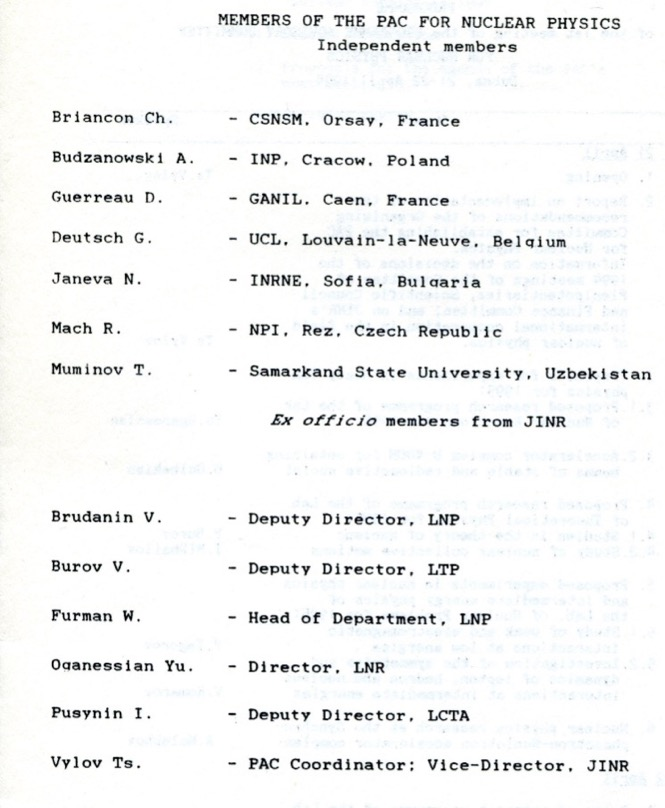 MEMBERS OF THE PAC FOR NUCLEAR PHYSICS
Independent members
Briancon Ch. - CSNSM, Orsay, France
Budzanowski A. - INP, Cracow, Poland
Guerreau D. - GANIL, Caen, France
Deutsch G. - UCL, Louvain-la-Neuve, Belgium
Janeva N. - INRNE, Sofia, Bulgaria
Mach R. - NPI, Rez, Czech Republic
Muminov T. - Samarkand State University, Uzbekistan
Ex officio members from JINR
Brudanin V. - Deputy Director, LNP
Burov V. - Deputy Director, LTP
Furman W. - Head of Department, LNP
Oganessian Yu. - Director, LNR
Pusynin I. - Deputy Director, LCTA
Vylov Ts. - PAC Coordinator; Vice-Director, JINR